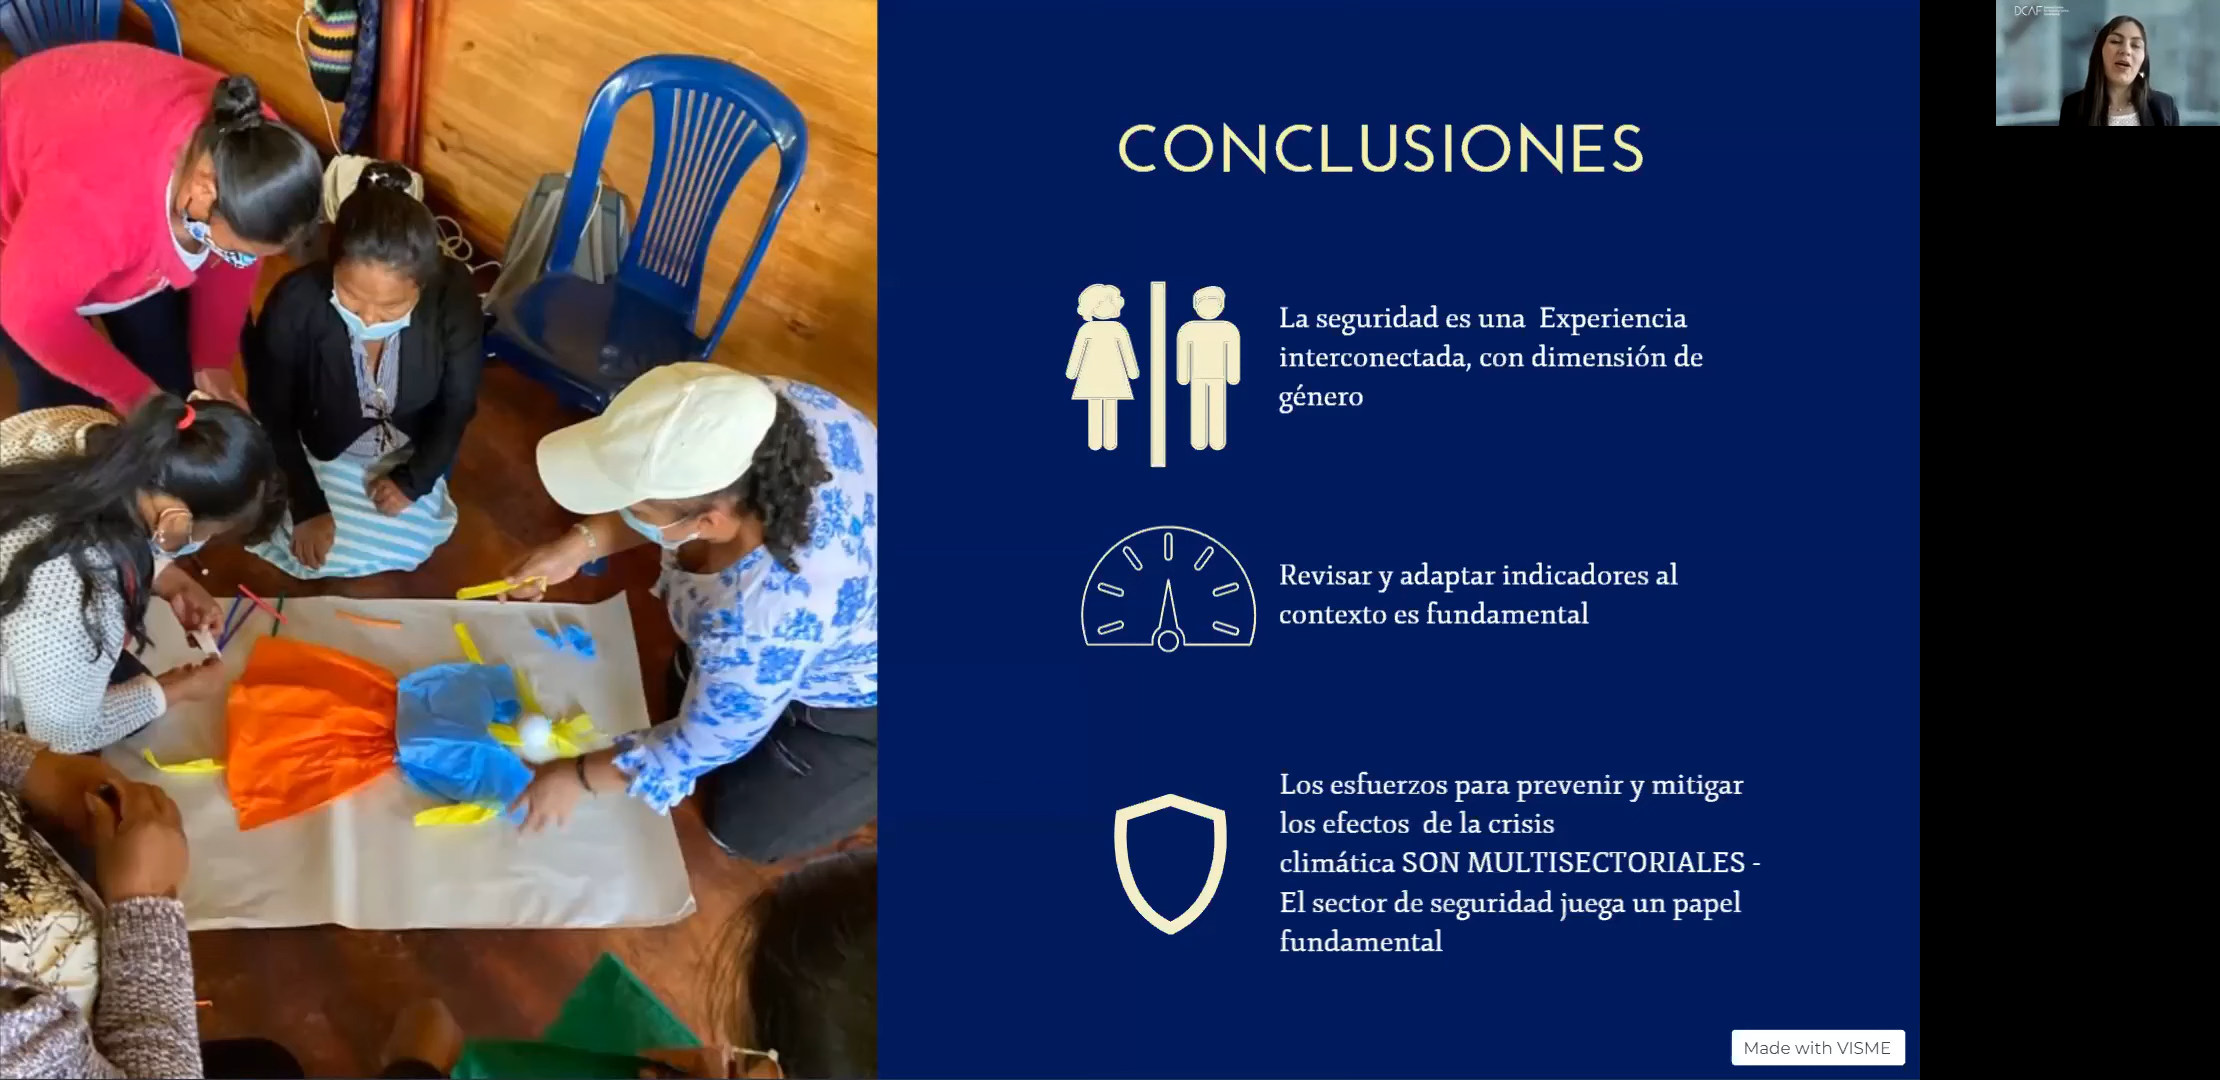 DCAF
CONCLUSIONES
La seguridad es una Experiencia
interconectada, con dimensión de
género
Revisar y adaptar indicadores al
contexto es fundamental
Los esfuerzos para prevenir y mitigar
los efectos de la crisis
climática SON MULTISECTORIALES -
El sector de seguridad juega un papel
fundamental
Made with VISME